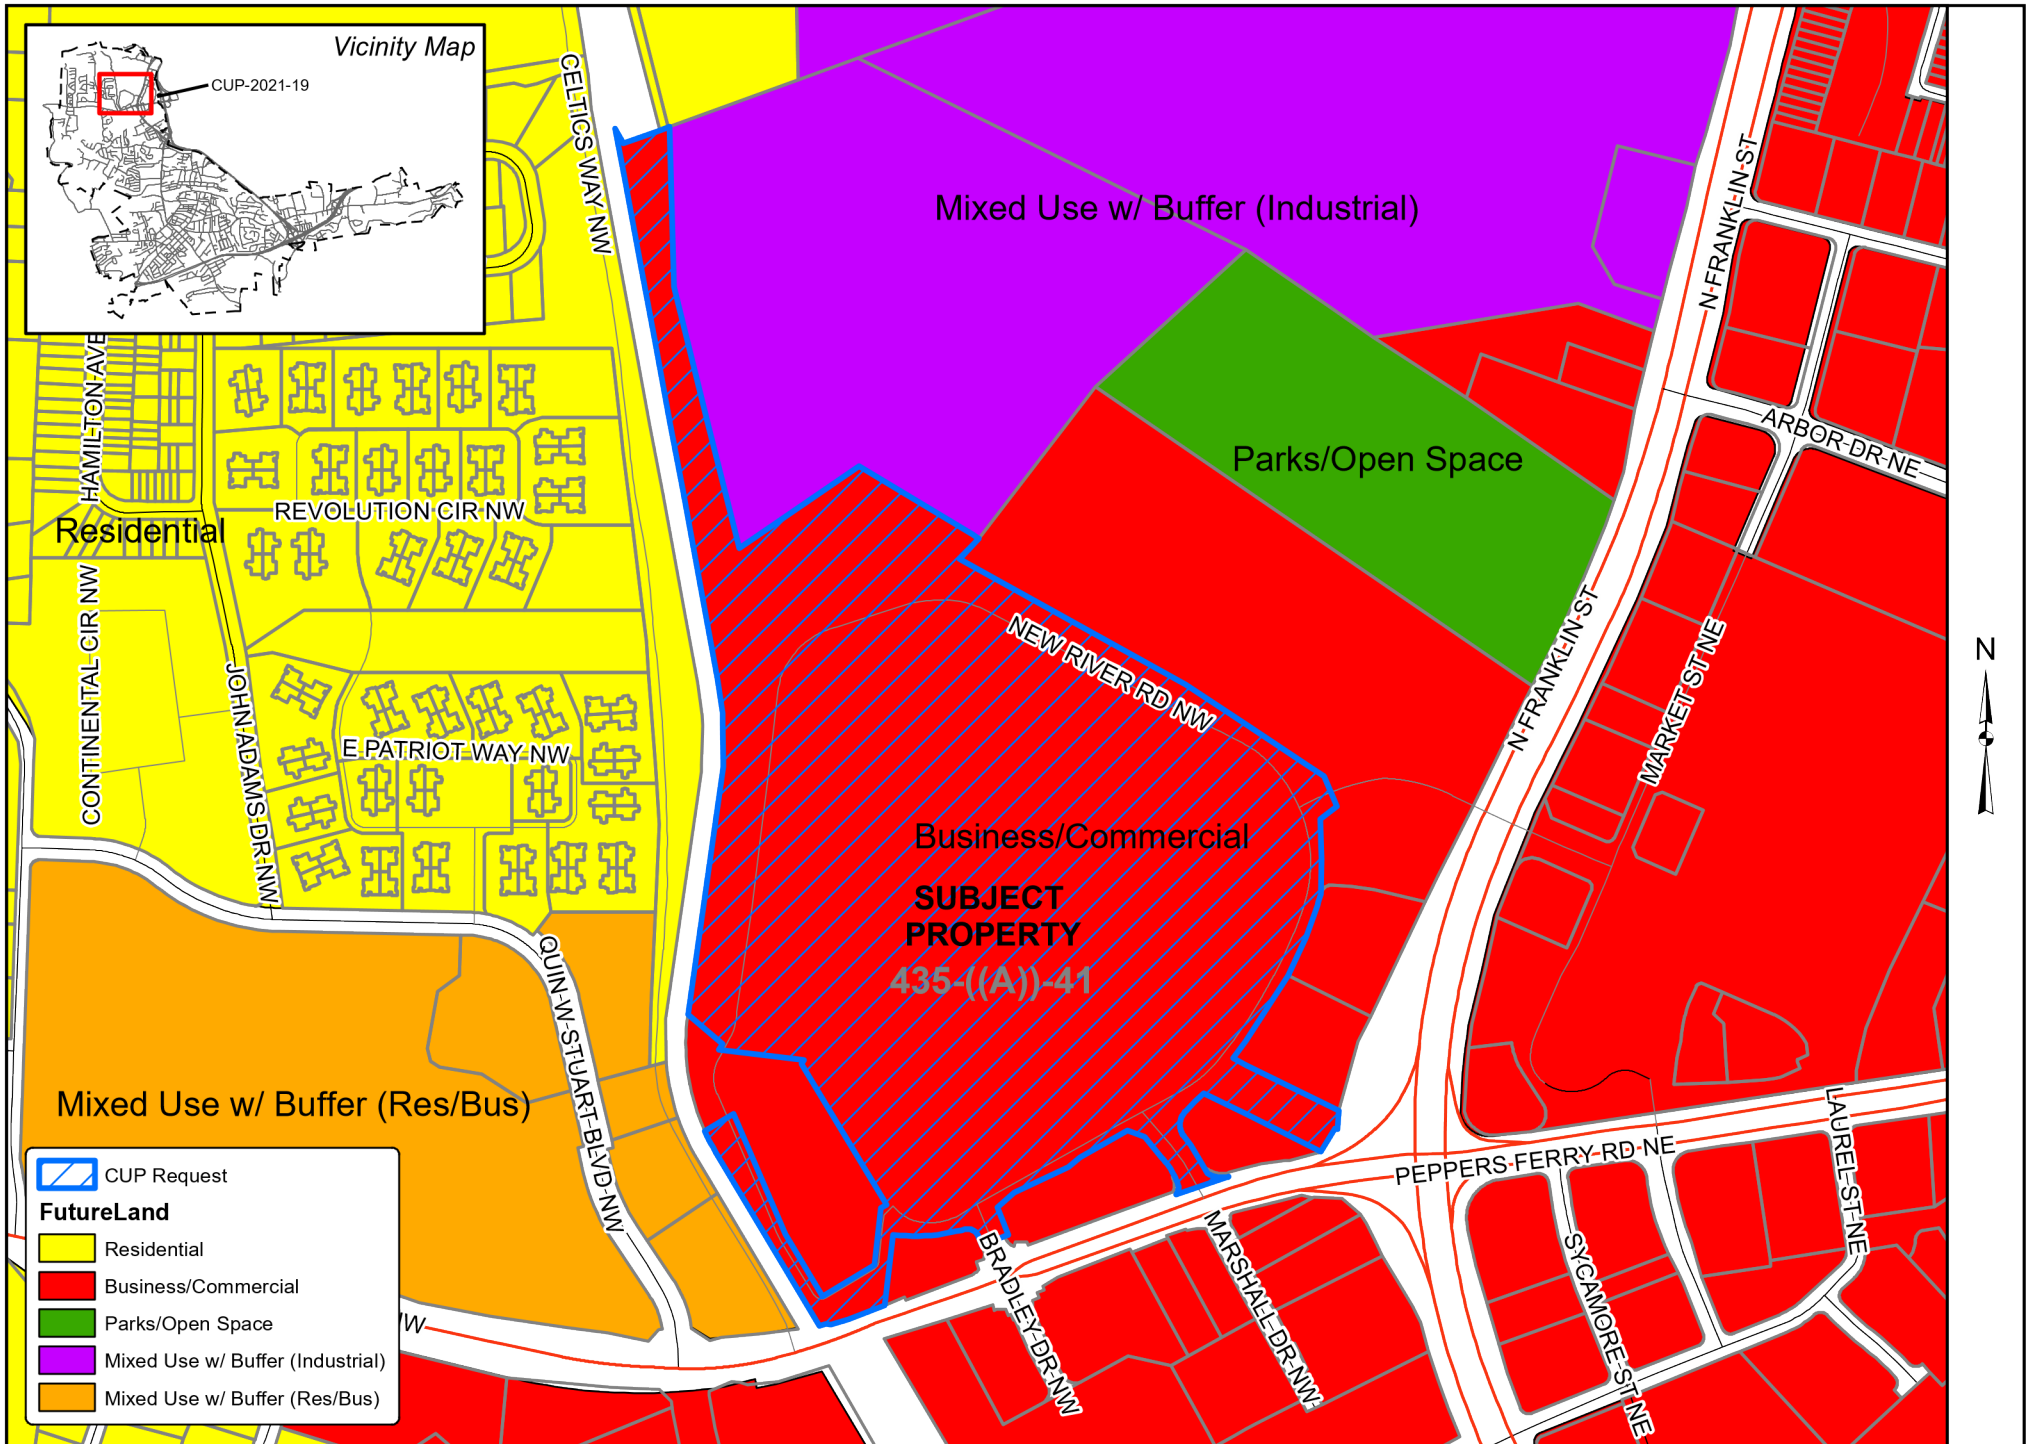 Vicinity Map
CUP-2021-19
CELTICS WAY NW
N FRANKLIN ST
Mixed Use w/ Buffer (Industrial)
HAMILTON AVE
ARBOR DR NE
Parks/Open Space
REVOLUTION CIR NW
Residential
CONTINENTAL CIR NW
NEW RIVER RD NW
N FRANKLIN ST
MARKET ST NE
N
JOHN ADAMS DR NW
E PATRIOT WAY NW
Business/Commercial
SUBJECT
PROPERTY
435-((A))-41
QUIN W STUART BLVD NW
Mixed Use w/ Buffer (Res/Bus)
PEPPERS FERRY RD NE
LAUREL ST NE
BRADLEY DR NW
MARSHALL DR NW
SYCAMORE ST NE
NW
CUP Request
FutureLand
Residential
Business/Commercial
Parks/Open Space
Mixed Use w/ Buffer (Industrial)
Mixed Use w/ Buffer (Res/Bus)